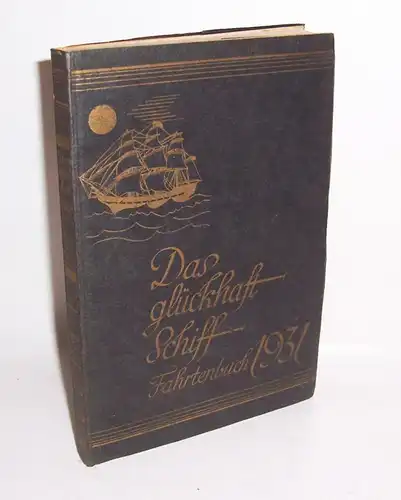 Das
glückhaft
Schiff
Fahrtenbuch 1931